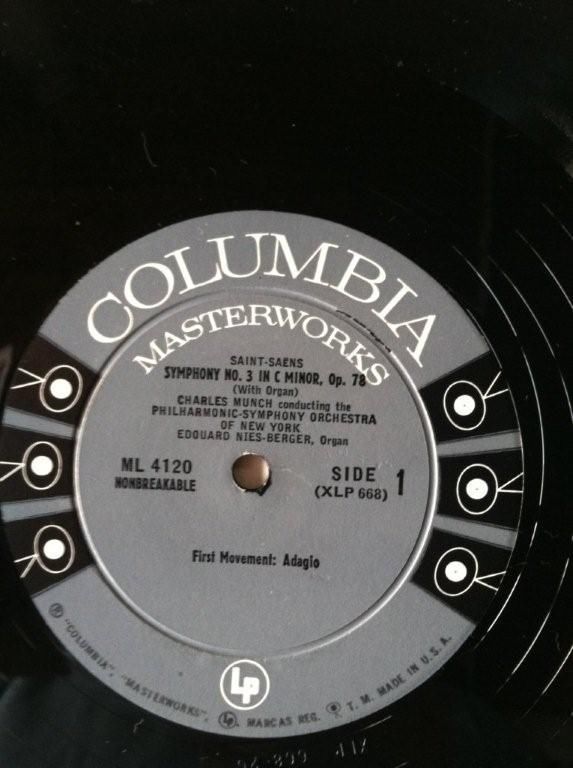 COLUMBIA
MASTERWORKS
SAINT-SAENS
SYMPHONY NO. 3 IN C MINOR, Op. 78
(With Organ)
CHARLES MUNCH conducting the
PHILHARMONIC-SYMPHONY ORCHESTRA
OF NEW YORK
EDOUARD NIES-BERGER, Organ
ML 4120
NONBREAKABLE
SIDE 1
(XLP 668)
First Movement: Adagio
LP
® "COLUMBIA", "MASTERWORKS", LP MARCAS REG. T. M. MADE IN U.S.A.